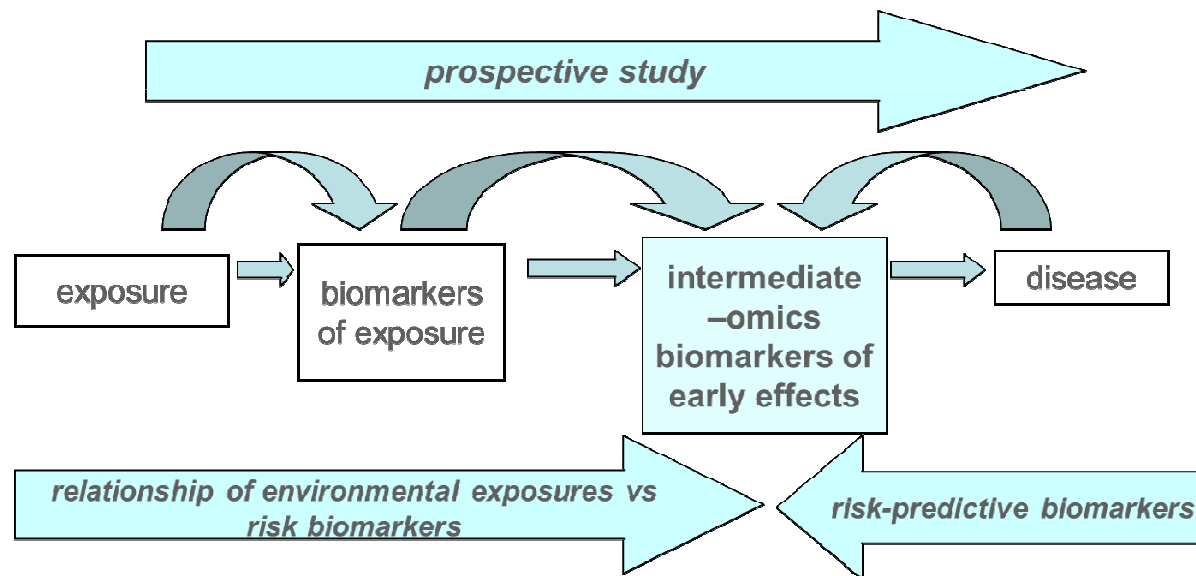 prospective study
exposure
biomarkers
of exposure
intermediate
–omics
biomarkers of
early effects
disease
relationship of environmental exposures vs
risk biomarkers
risk-predictive biomarkers